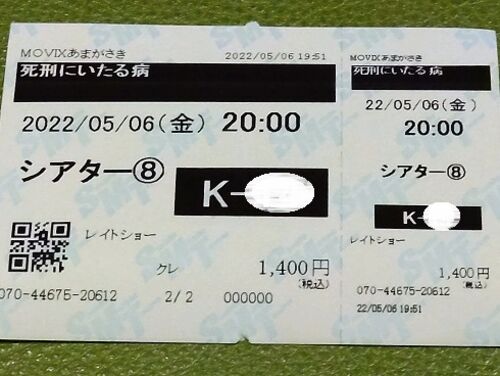 MOVIXあまがさき 2022/05/06 19:51
死刑にいたる病
2022/05/06(金) 20:00
シアター⑧
K-
レイトショー
クレ 1,400円
(税込)
070-44675-20612 2/2 000000
MOVIXあまがさき
死刑にいたる病
22/05/06(金)
20:00
シアター⑧
K-
レイトショー
1,400円
070-44675-20612 (税込)
22/05/06 19:51